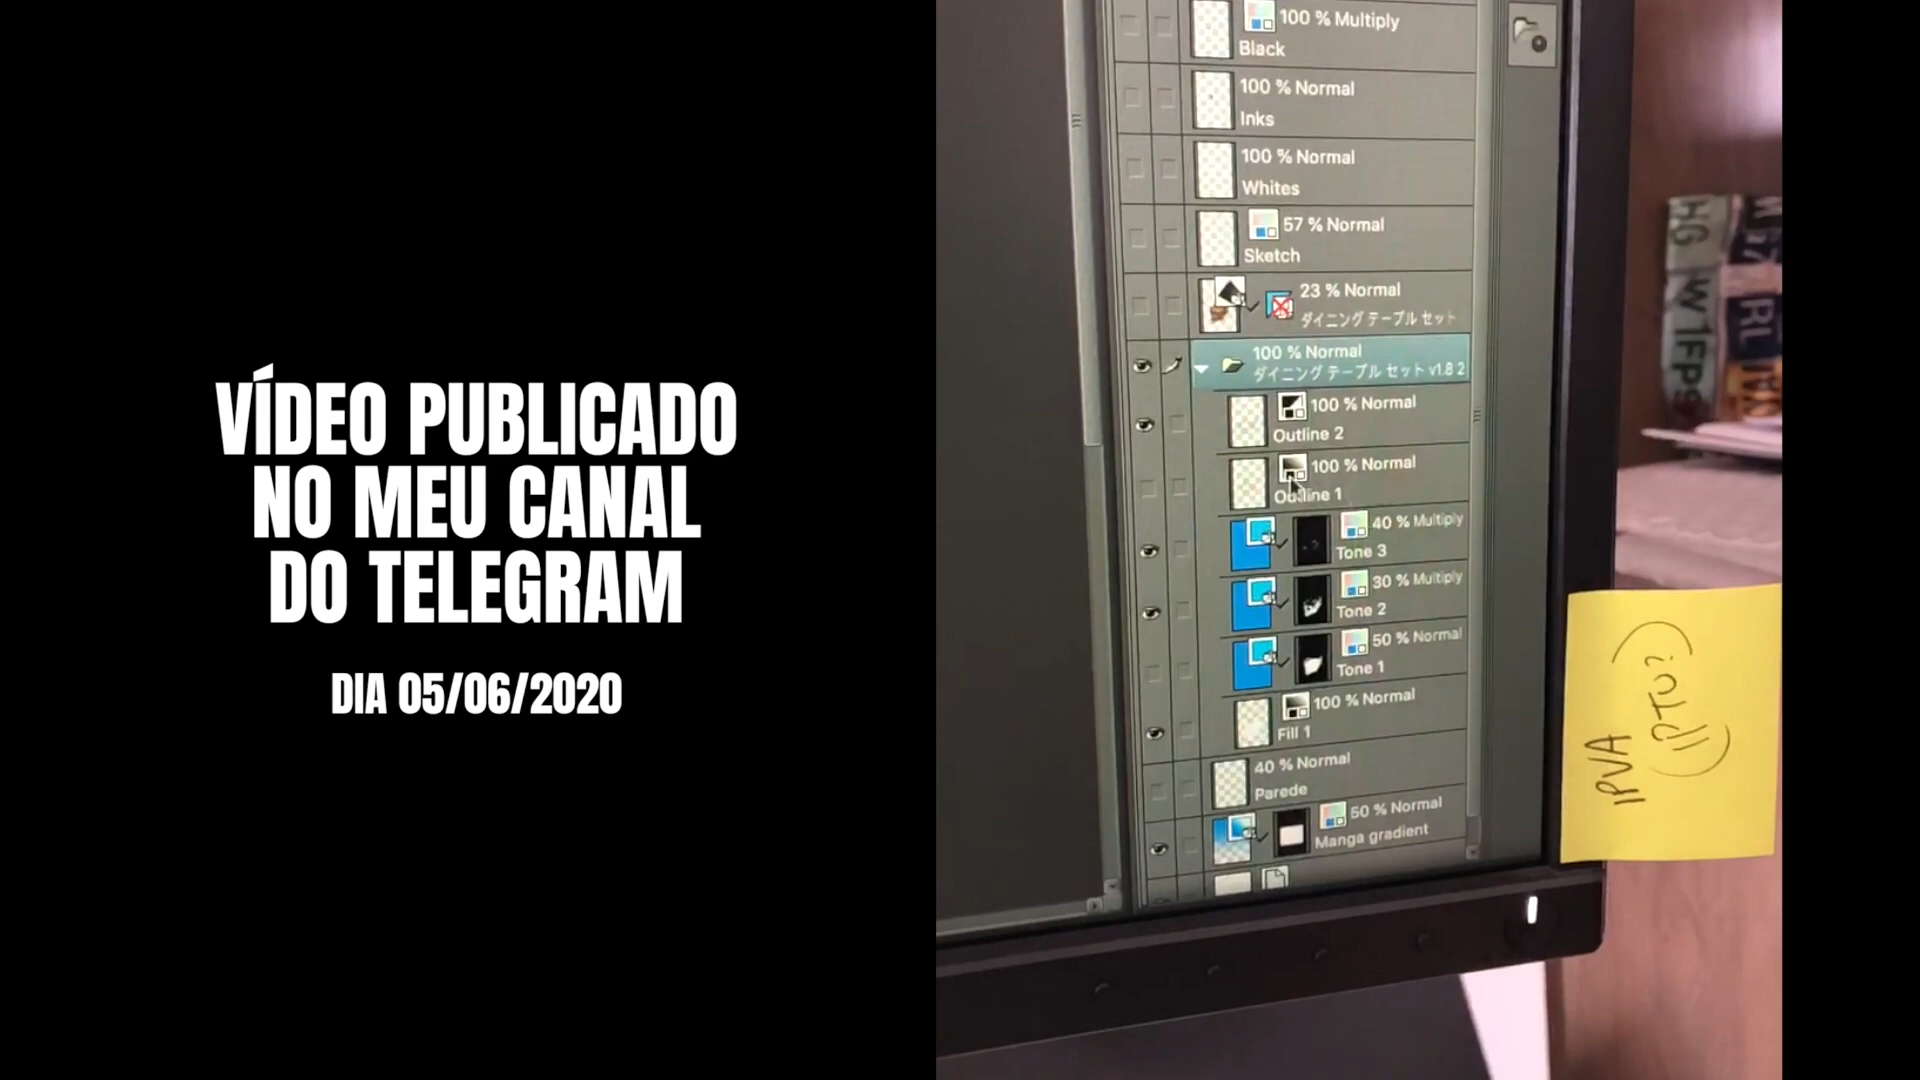 VÍDEO PUBLICADO
NO MEU CANAL
DO TELEGRAM
DIA 05/06/2020
100 % Multiply
Black
100 % Normal
Inks
100 % Normal
Whites
57 % Normal
Sketch
23 % Normal
ダイニング テーブル セット
100 % Normal
ダイニング テーブル セット v1.8 2
100 % Normal
Outline 2
100 % Normal
Outline 1
40 % Multiply
Tone 3
30 % Multiply
Tone 2
50 % Normal
Tone 1
100 % Normal
Fill 1
40 % Normal
Parede
50 % Normal
Manga gradient
IPVA
(IPTU?)